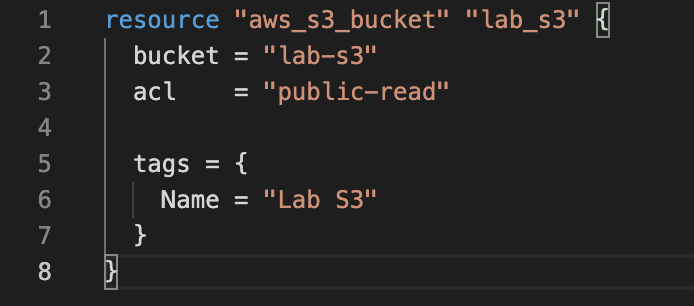 1 resource "aws_s3_bucket" "lab_s3" {
2   bucket = "lab-s3"
3   acl    = "public-read"
4
5   tags = {
6     Name = "Lab S3"
7   }
8 }